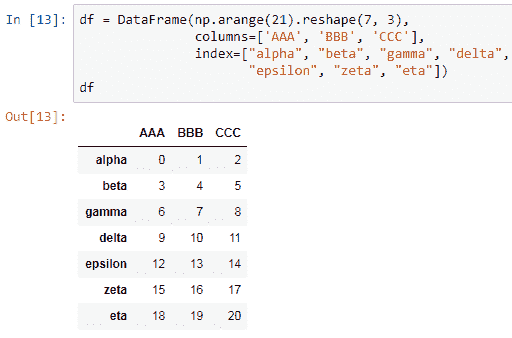 In [13]: df = DataFrame(np.arange(21).reshape(7, 3),
columns=['AAA', 'BBB', 'CCC'],
index=["alpha", "beta", "gamma", "delta",
"epsilon", "zeta", "eta"])
df
Out[13]:
AAA BBB CCC
alpha 0 1 2
beta 3 4 5
gamma 6 7 8
delta 9 10 11
epsilon 12 13 14
zeta 15 16 17
eta 18 19 20